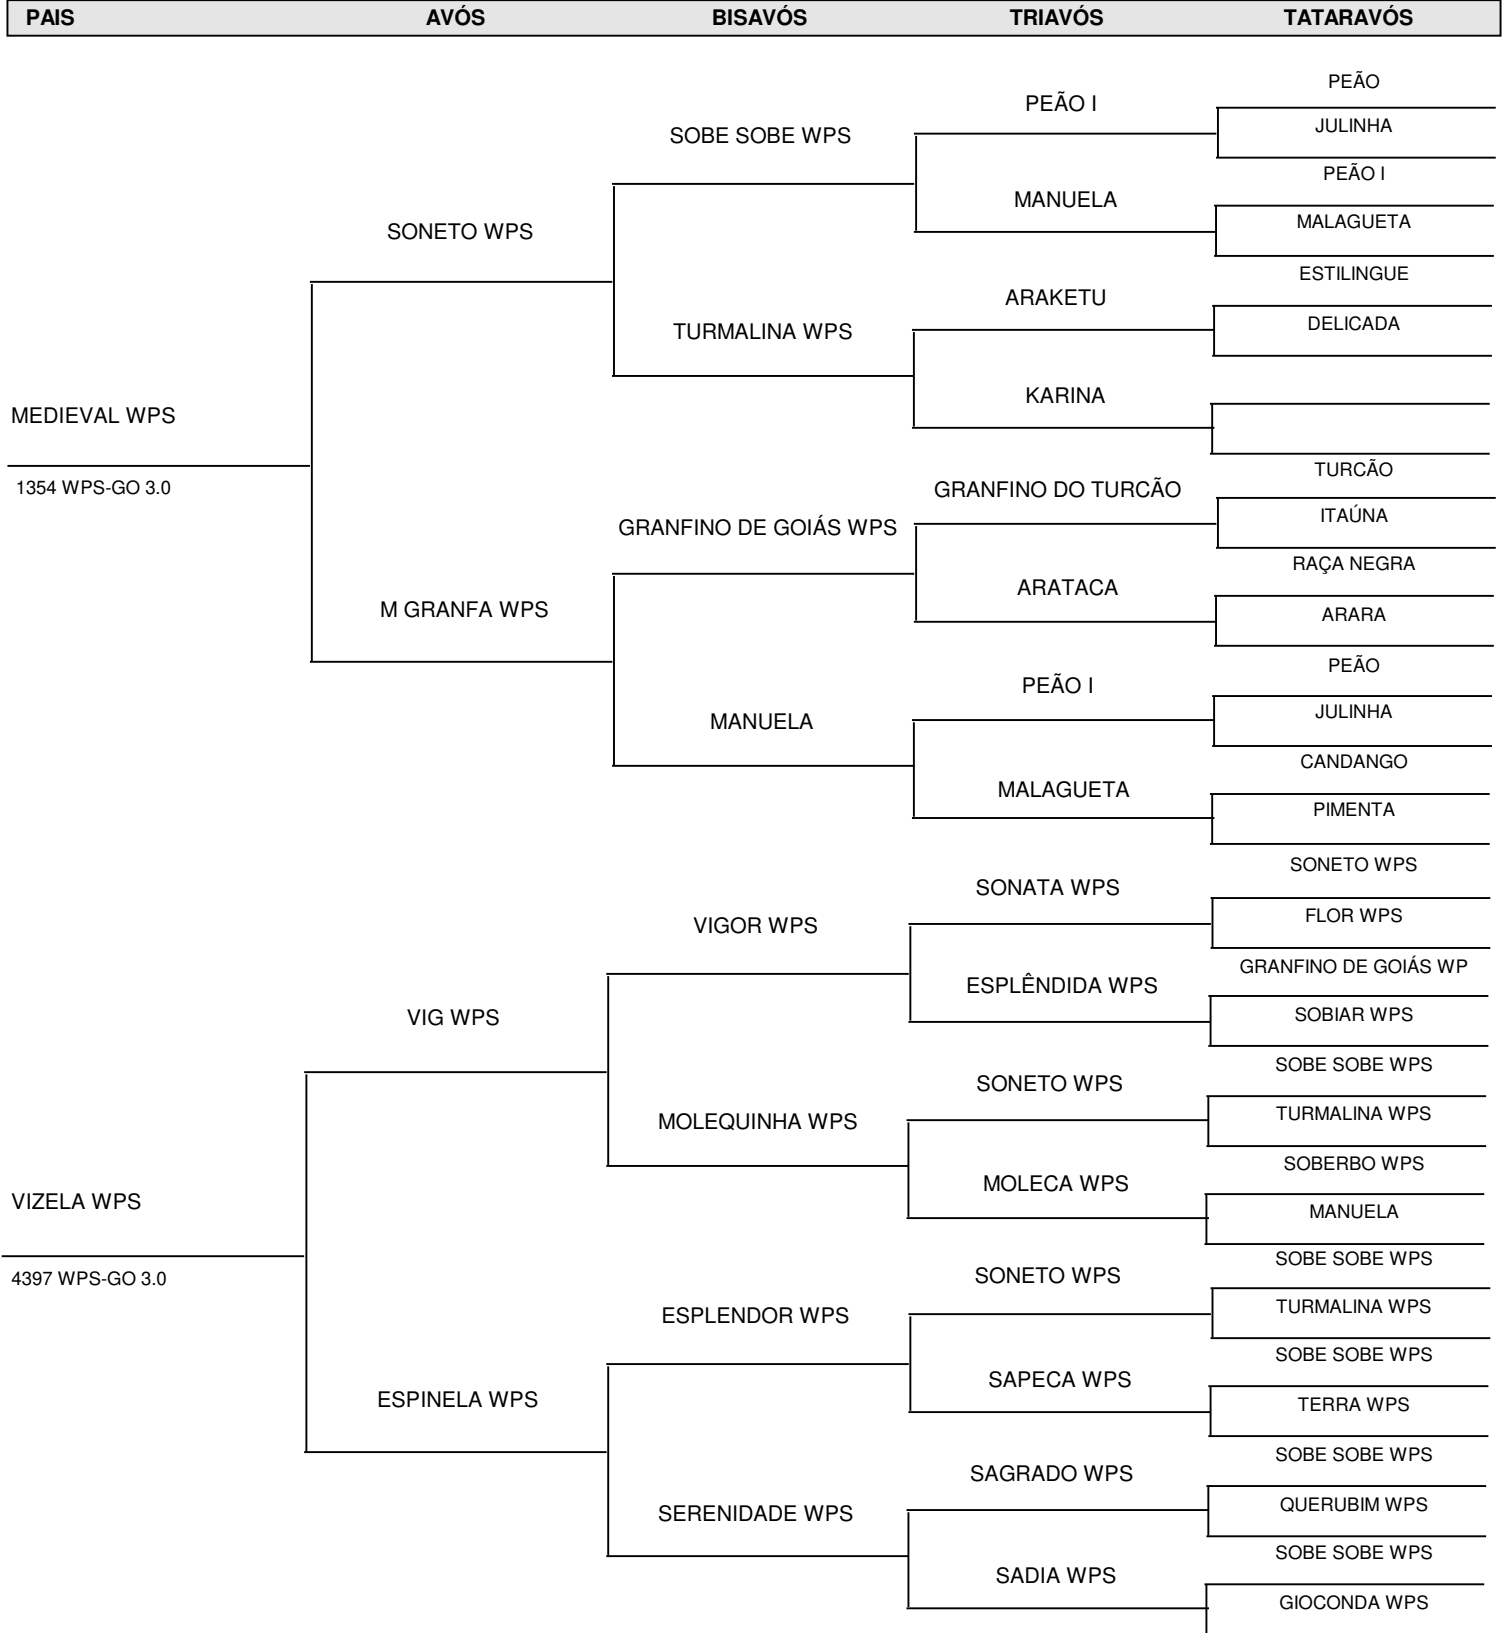 PAIS AVÓS BISAVÓS TRIAVÓS TATARAVÓS
PEÃO
PEÃO I
JULINHA
SOBE SOBE WPS
PEÃO I
MANUELA
MALAGUETA
SONETO WPS
ESTILINGUE
ARAKETU
DELICADA
TURMALINA WPS
KARINA
MEDIEVAL WPS
TURCÃO
1354 WPS-GO 3.0
GRANFINO DO TURCÃO
ITAÚNA
GRANFINO DE GOIÁS WPS
RAÇA NEGRA
ARATACA
M GRANFA WPS
ARARA
PEÃO
PEÃO I
JULINHA
MANUELA
CANDANGO
MALAGUETA
PIMENTA
SONETO WPS
SONATA WPS
FLOR WPS
VIGOR WPS
GRANFINO DE GOIÁS WP
ESPLÊNDIDA WPS
VIG WPS
SOBIAR WPS
SOBE SOBE WPS
SONETO WPS
TURMALINA WPS
MOLEQUINHA WPS
SOBERBO WPS
MOLECA WPS
VIZELA WPS
MANUELA
SOBE SOBE WPS
4397 WPS-GO 3.0
SONETO WPS
TURMALINA WPS
ESPLENDOR WPS
SOBE SOBE WPS
SAPECA WPS
ESPINELA WPS
TERRA WPS
SOBE SOBE WPS
SAGRADO WPS
QUERUBIM WPS
SERENIDADE WPS
SOBE SOBE WPS
SADIA WPS
GIOCONDA WPS